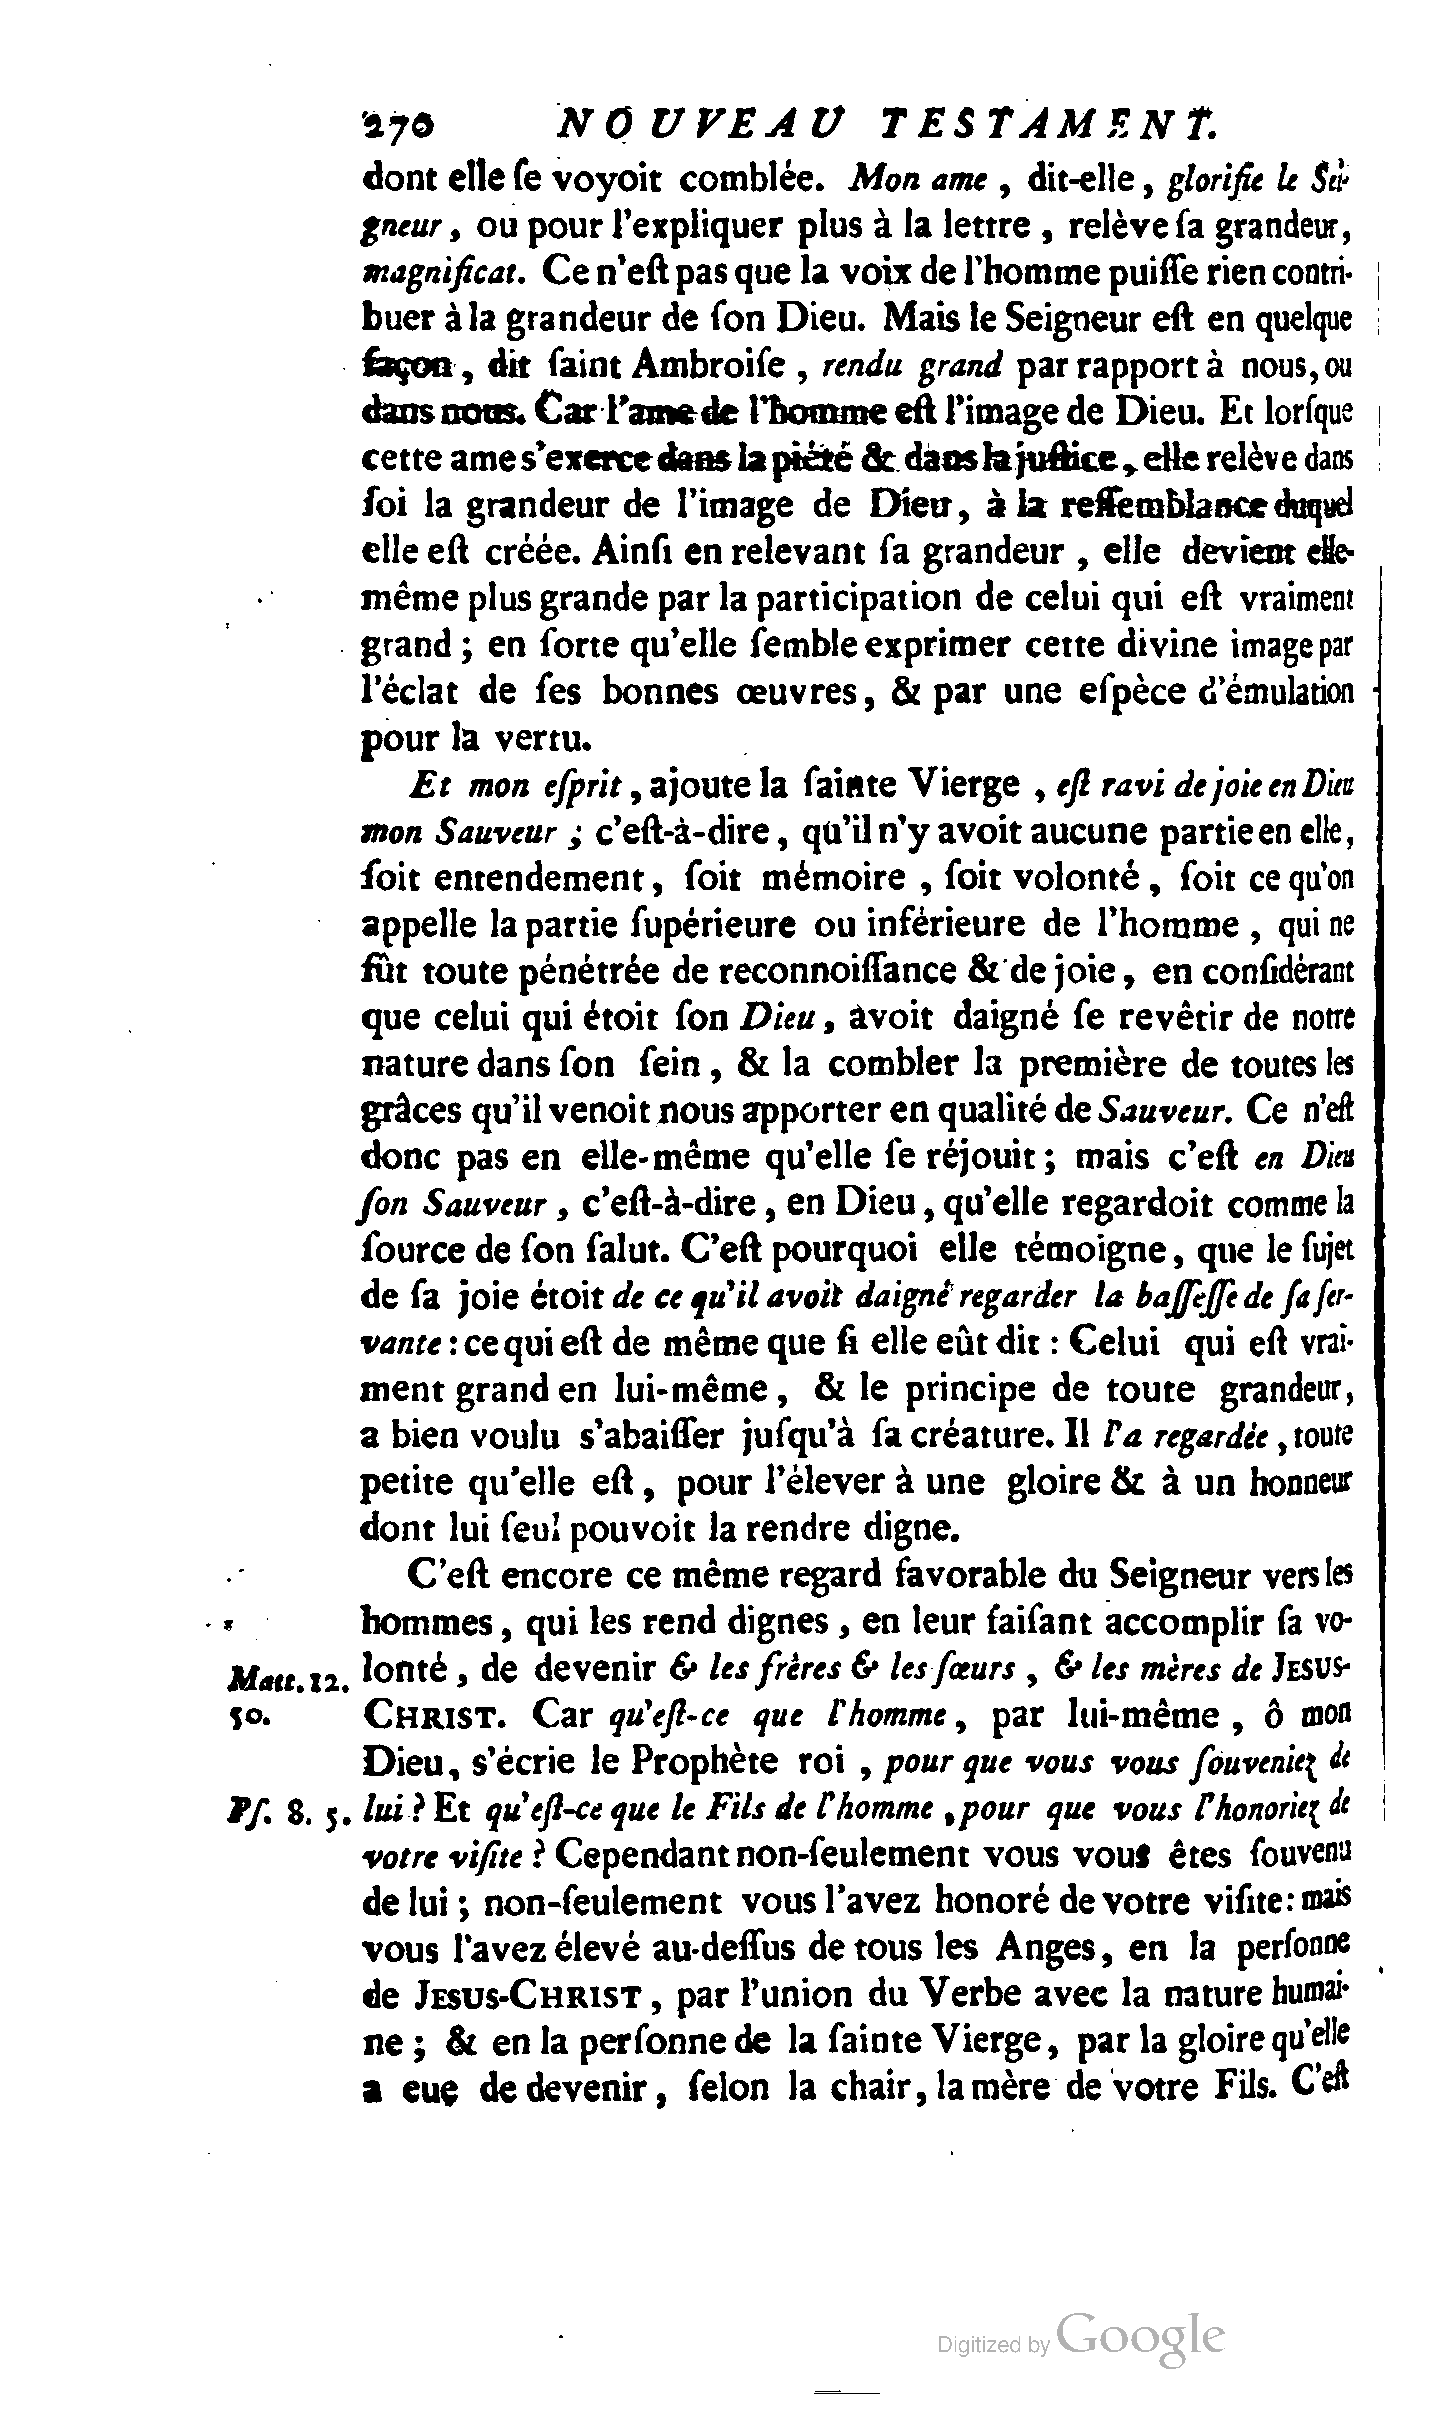 270 NOUVEAU TESTAMENT.
dont elle ſe voyoit comblée. Mon ame , dit-elle , glorifie le Sei-
gneur , ou pour l'expliquer plus à la lettre , relève ſa grandeur,
magnificat. Ce n'eſt pas que la voix de l'homme puiſſe rien contri-
buer à la grandeur de ſon Dieu. Mais le Seigneur eſt en quelque
façon , dit ſaint Ambroiſe , rendu grand par rapport à nous, ou
dans nous. Car l'ame de l'homme eſt l'image de Dieu. Et lorſque
cette ame s'exerce dans la piété & dans la juſtice, elle relève dans
ſoi la grandeur de l'image de Dieu, à la reſſemblance duquel
elle eſt créée. Ainſi en relevant ſa grandeur , elle devient elle-
même plus grande par la participation de celui qui eſt vraiment
grand ; en ſorte qu'elle ſemble exprimer cette divine image par
l'éclat de ſes bonnes œuvres, & par une eſpèce d'émulation
pour la vertu.
Et mon eſprit , ajoute la ſainte Vierge , eſt ravi de joie en Dieu
mon Sauveur ; c'eſt-à-dire , qu'il n'y avoit aucune partie en elle,
ſoit entendement, ſoit mémoire , ſoit volonté , ſoit ce qu'on
appelle la partie ſupérieure ou inférieure de l'homme , qui ne
fût toute pénétrée de reconnoiſſance & de joie, en conſidérant
que celui qui étoit ſon Dieu, avoit daigné ſe revêtir de notre
nature dans ſon ſein , & la combler la première de toutes les
grâces qu'il venoit nous apporter en qualité de Sauveur. Ce n'eſt
donc pas en elle-même qu'elle ſe réjouit ; mais c'eſt en Dieu
ſon Sauveur , c'eſt-à-dire , en Dieu , qu'elle regardoit comme la
ſource de ſon ſalut. C'eſt pourquoi elle témoigne, que le ſujet
de ſa joie étoit de ce qu'il avoit daigné regarder la baſſeſſe de ſa ſer-
vante : ce qui eſt de même que ſi elle eût dit : Celui qui eſt vrai-
ment grand en lui-même , & le principe de toute grandeur,
a bien voulu s'abaiſſer juſqu'à ſa créature. Il l'a regardée , toute
petite qu'elle eſt, pour l'élever à une gloire & à un honneur
dont lui ſeul pouvoit la rendre digne.
C'eſt encore ce même regard favorable du Seigneur vers les
hommes, qui les rend dignes , en leur faiſant accomplir ſa vo-
Matt. 12. lonté , de devenir & les frères & les ſœurs , & les mères de JESUS-
50. CHRIST. Car qu'eſt-ce que l'homme , par lui-même , ô mon
Dieu, s'écrie le Prophète roi , pour que vous vous ſouveniez de
Pſ. 8. 5. lui ? Et qu'eſt-ce que le Fils de l'homme , pour que vous l'honoriez de
votre viſite ? Cependant non-ſeulement vous vous êtes ſouvenu
de lui ; non-ſeulement vous l'avez honoré de votre viſite: mais
vous l'avez élevé au-deſſus de tous les Anges, en la perſonne
de JESUS-CHRIST , par l'union du Verbe avec la nature humai-
ne ; & en la perſonne de la ſainte Vierge, par la gloire qu'elle
a eue de devenir , ſelon la chair, la mère de votre Fils. C'eſt
Digitized by Google